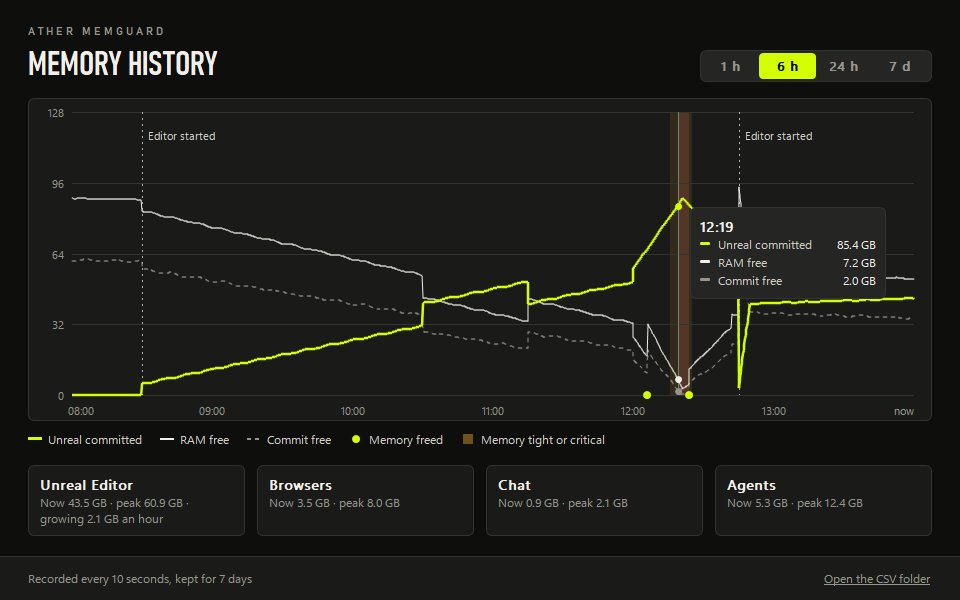 ATHER MEMGUARD
MEMORY HISTORY
1 h 6 h 24 h 7 d
128
Editor started Editor started
96
12:19
Unreal committed 85.4 GB
64
RAM free 7.2 GB
Commit free 2.0 GB
32
0
08:00 09:00 10:00 11:00 12:00 13:00 now
Unreal committed RAM free Commit free Memory freed Memory tight or critical
Unreal Editor
Now 43.5 GB · peak 60.9 GB ·
growing 2.1 GB an hour
Browsers
Now 3.5 GB · peak 8.0 GB
Chat
Now 0.9 GB · peak 2.1 GB
Agents
Now 5.3 GB · peak 12.4 GB
Recorded every 10 seconds, kept for 7 days
Open the CSV folder